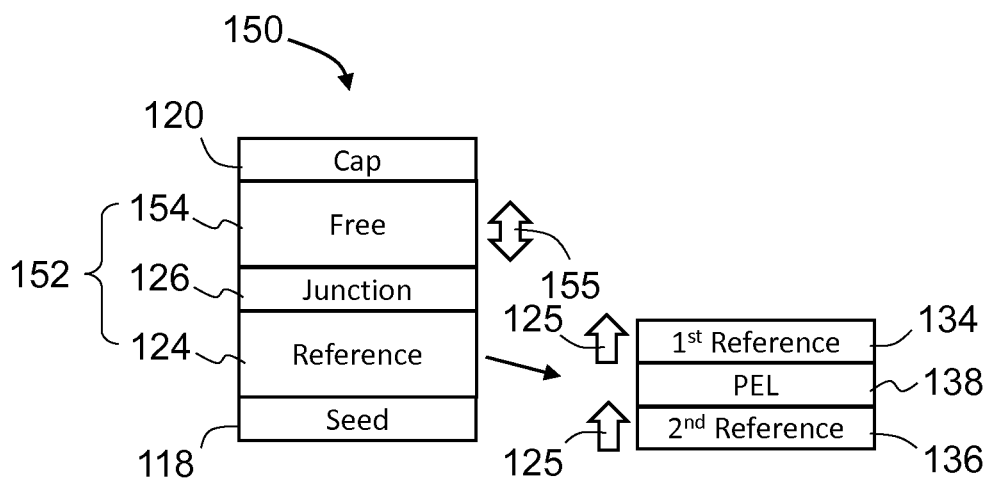 150
120
Cap
154
Free
152
126
Junction
155
125
134
1st Reference
124
Reference
PEL
138
Seed
2nd Reference
118
125
136